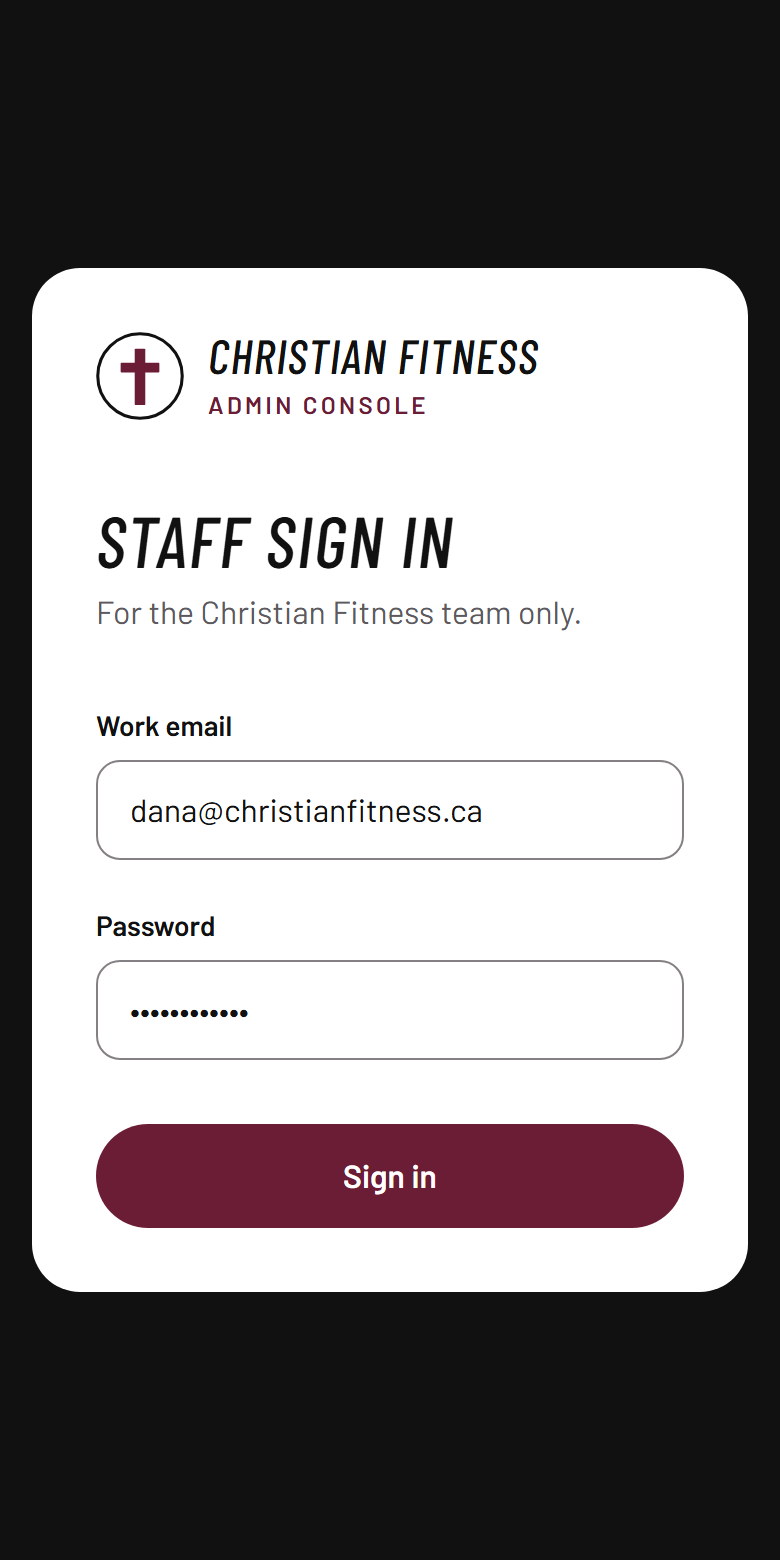 CHRISTIAN FITNESS
ADMIN CONSOLE
STAFF SIGN IN
For the Christian Fitness team only.
Work email
dana@christianfitness.ca
Password
••••••••••••
Sign in